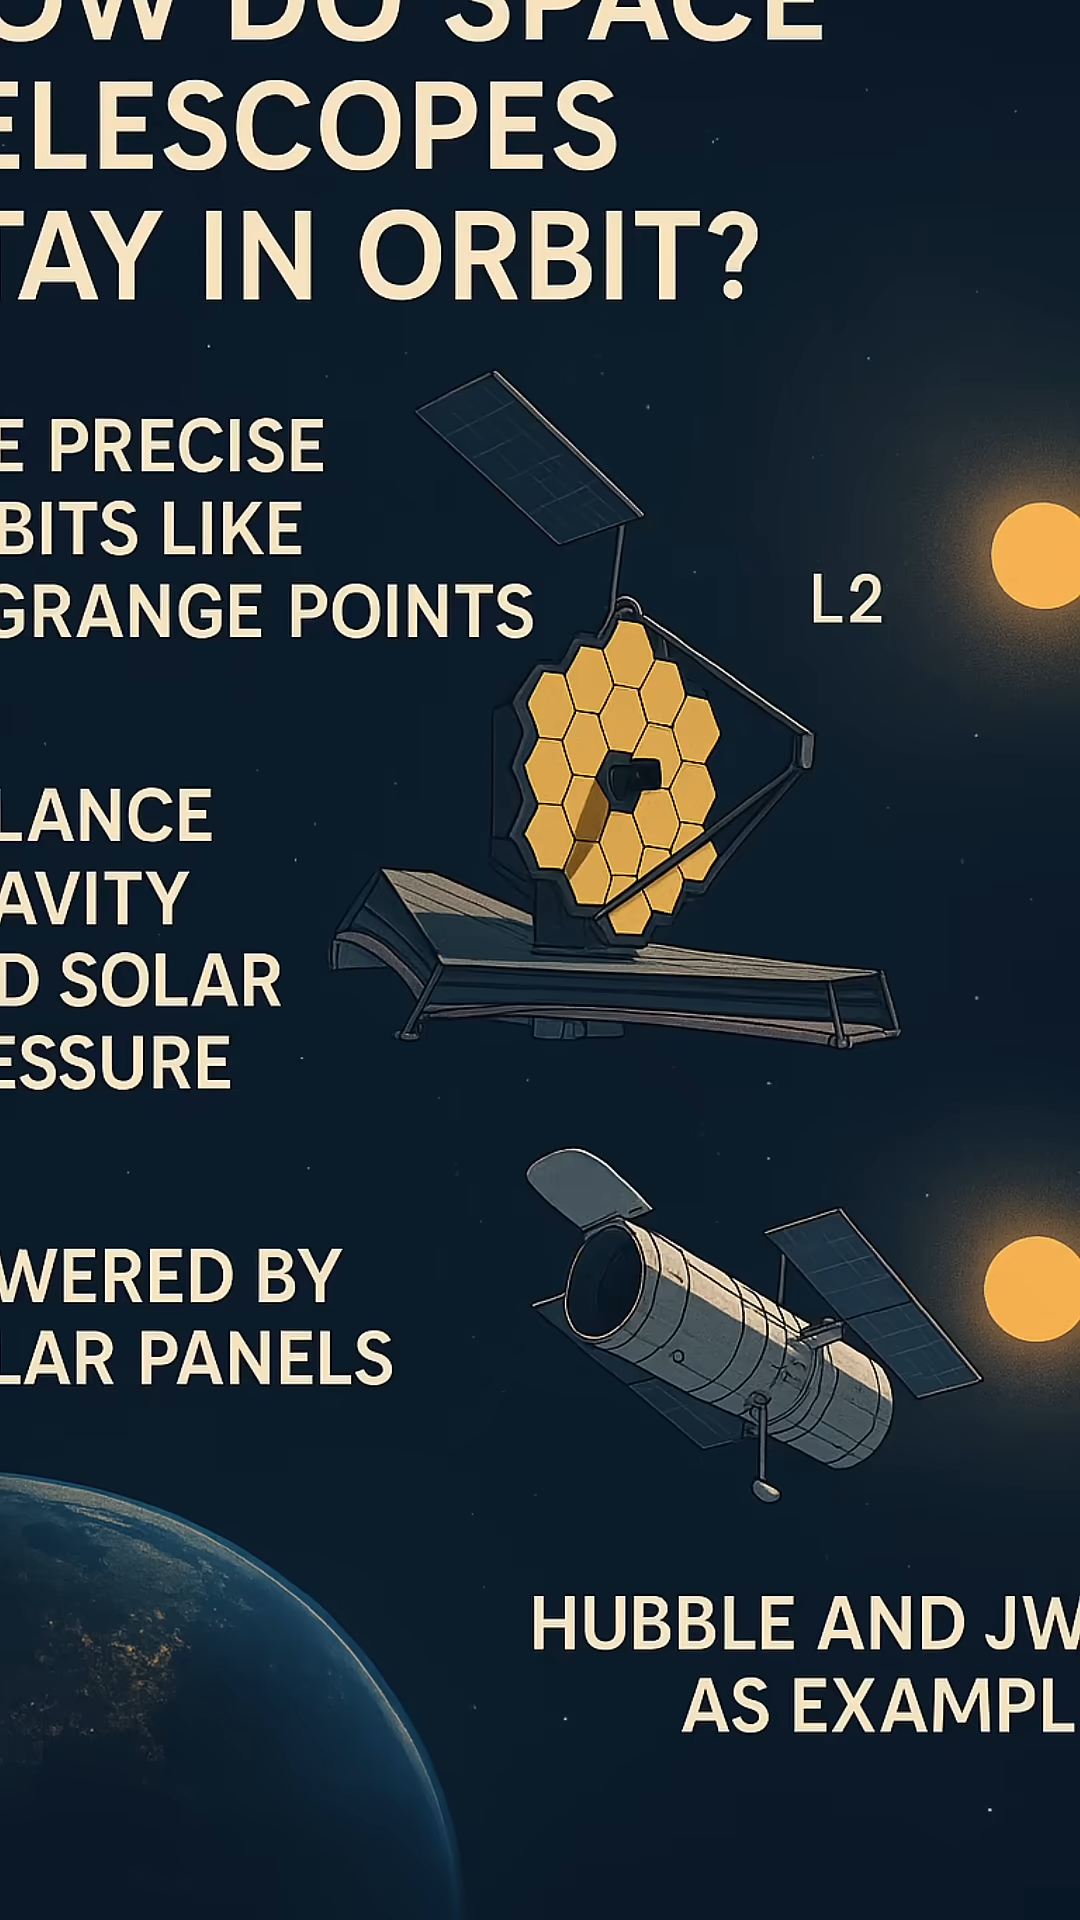 OW DO SPACE
ELESCOPES
TAY IN ORBIT?
E PRECISE
BITS LIKE
GRANGE POINTS
L2
LANCE
AVITY
D SOLAR
ESSURE
WERED BY
LAR PANELS
HUBBLE AND JW
AS EXAMPL